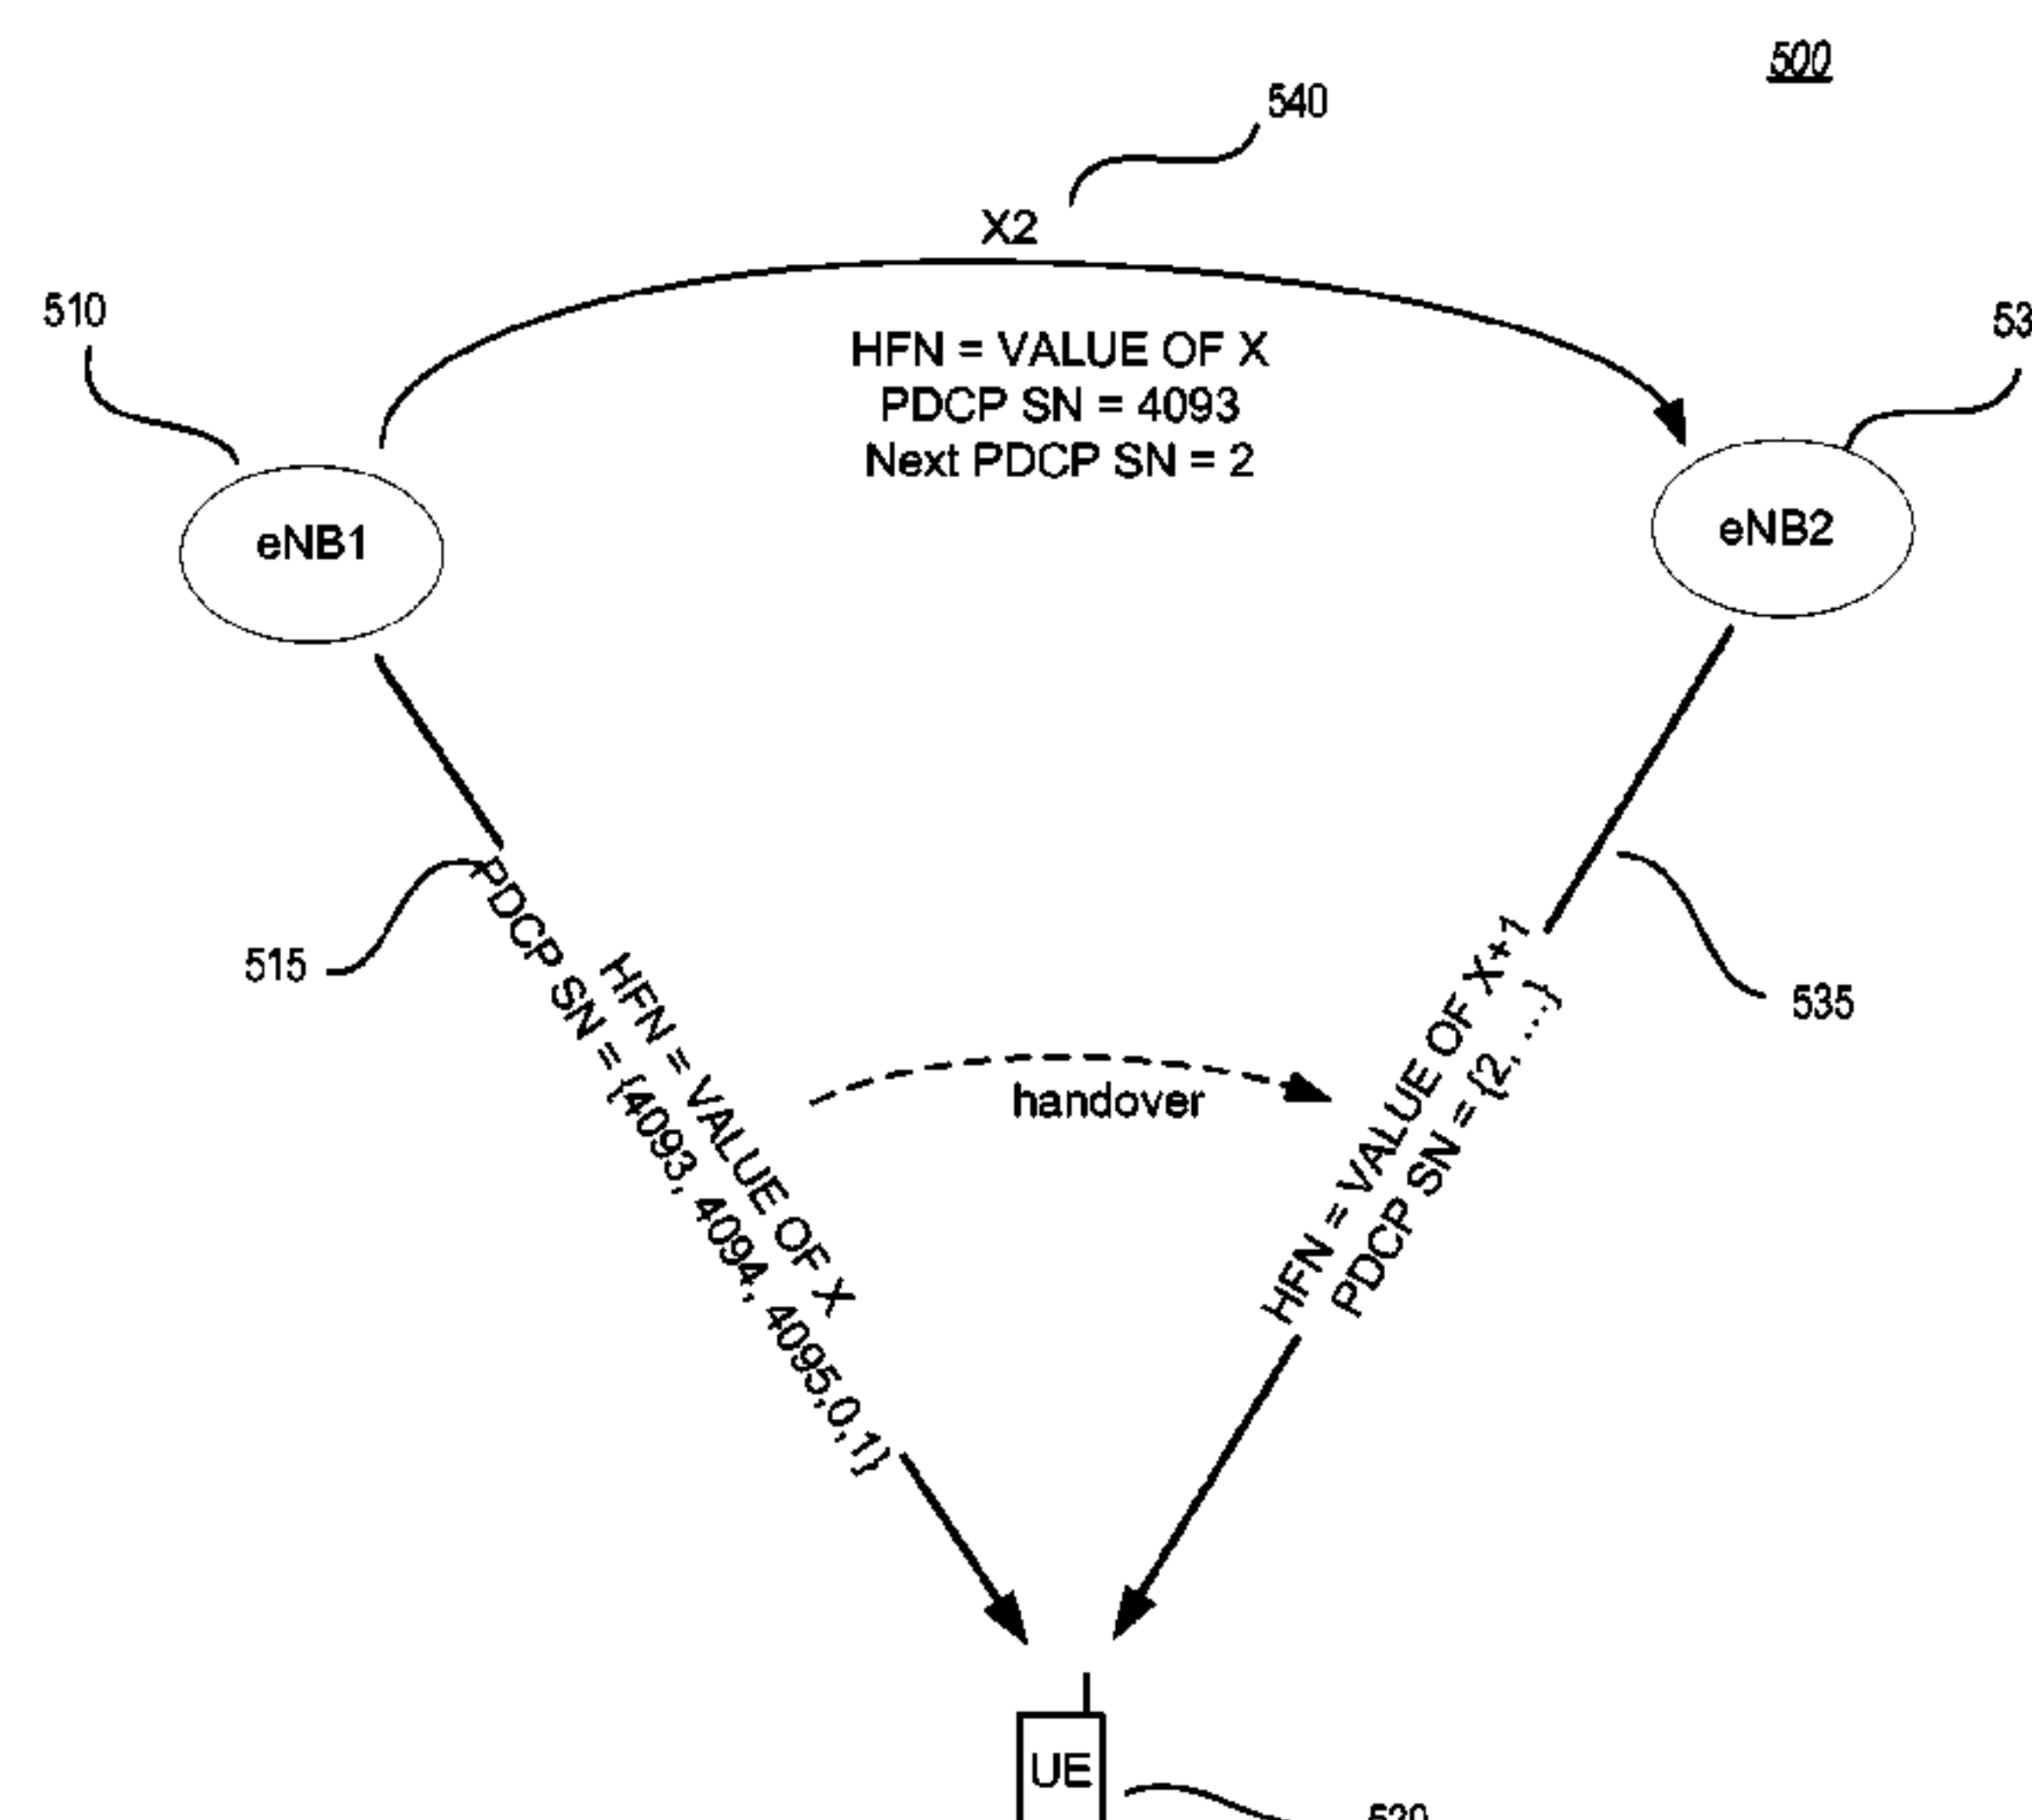 500
540
X2
510
53
HFN = VALUE OF X
PDCP SN = 4093
Next PDCP SN = 2
eNB1
eNB2
515
PDCP SN = {4093, 4094, 4095,0,1}
HFN = VALUE OF X
handover
HFN = VALUE OF X+1
PDCP SN = {2, ...}
535
UE
520